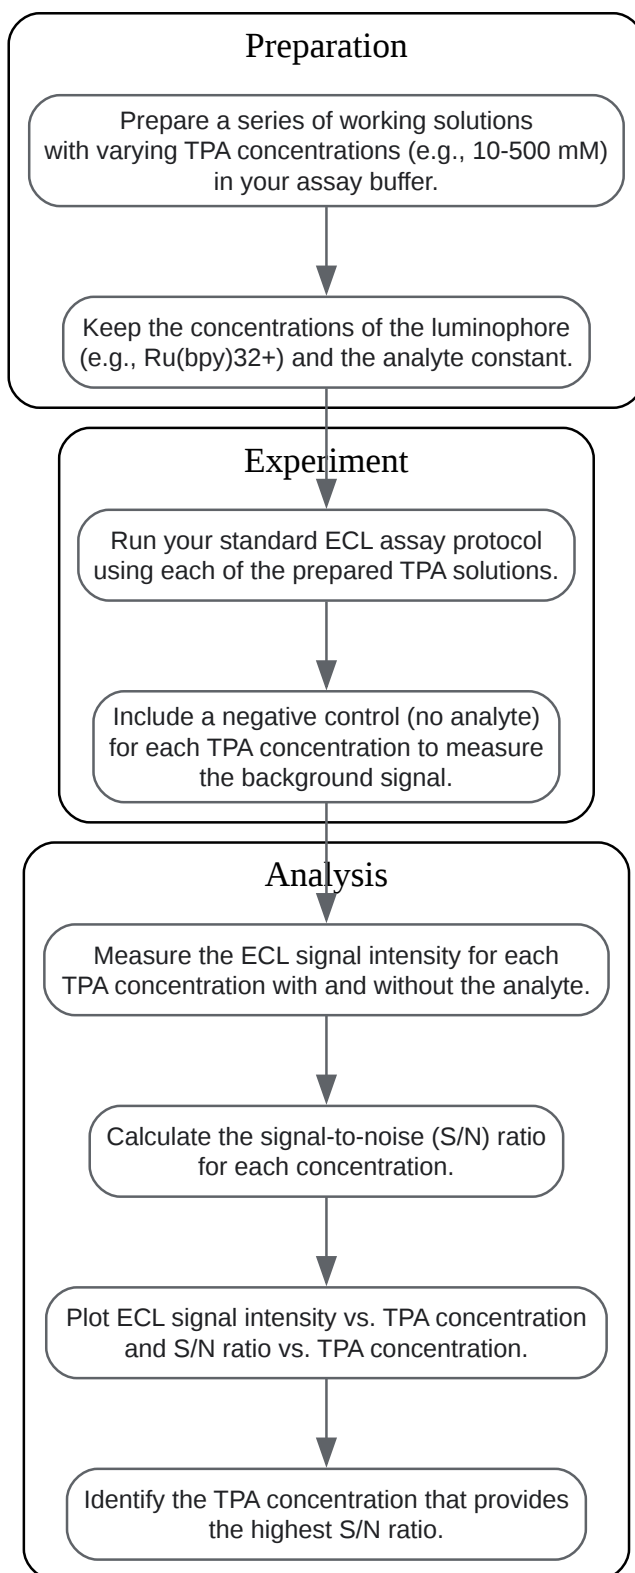 Preparation
Prepare a series of working solutions
with varying TPA concentrations (e.g., 10-500 mM)
in your assay buffer.
Keep the concentrations of the luminophore
(e.g., Ru(bpy)32+) and the analyte constant.
Experiment
Run your standard ECL assay protocol
using each of the prepared TPA solutions.
Include a negative control (no analyte)
for each TPA concentration to measure
the background signal.
Analysis
Measure the ECL signal intensity for each
TPA concentration with and without the analyte.
Calculate the signal-to-noise (S/N) ratio
for each concentration.
Plot ECL signal intensity vs. TPA concentration
and S/N ratio vs. TPA concentration.
Identify the TPA concentration that provides
the highest S/N ratio.